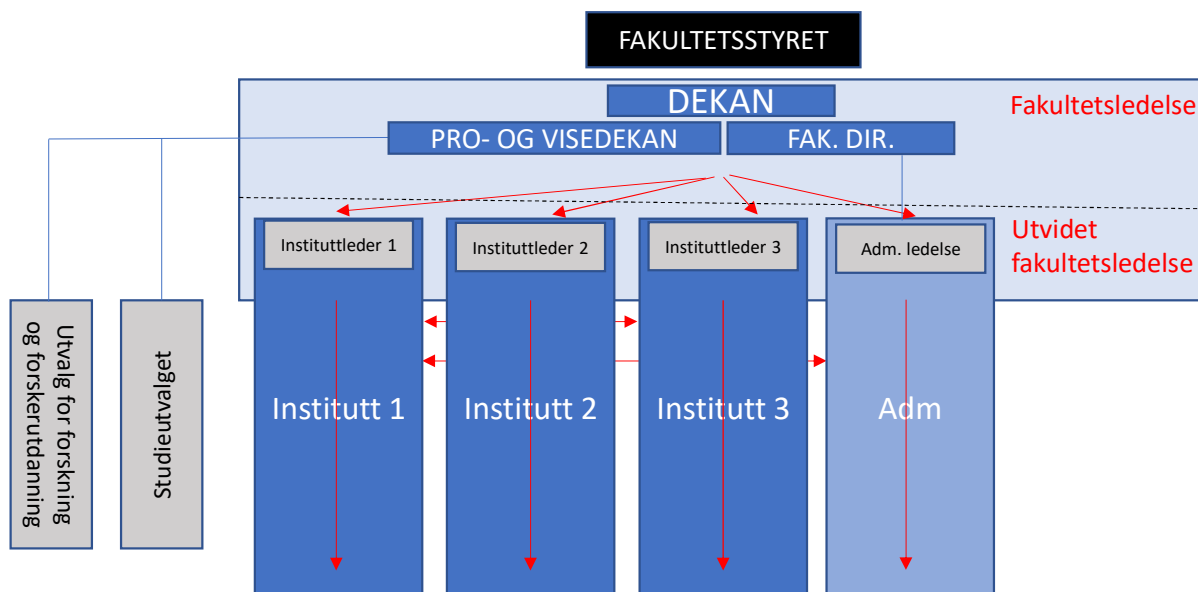 FAKULTETSSTYRET
DEKAN
Fakultetsledelse
PRO- OG VISEDEKAN
FAK. DIR.
Instituttleder 1
Instituttleder 2
Instituttleder 3
Adm. ledelse
Utvidet
fakultetsledelse
Utvalg for forskning
og forskerutdanning
Studieutvalget
Institutt 1
Institutt 2
Institutt 3
Adm